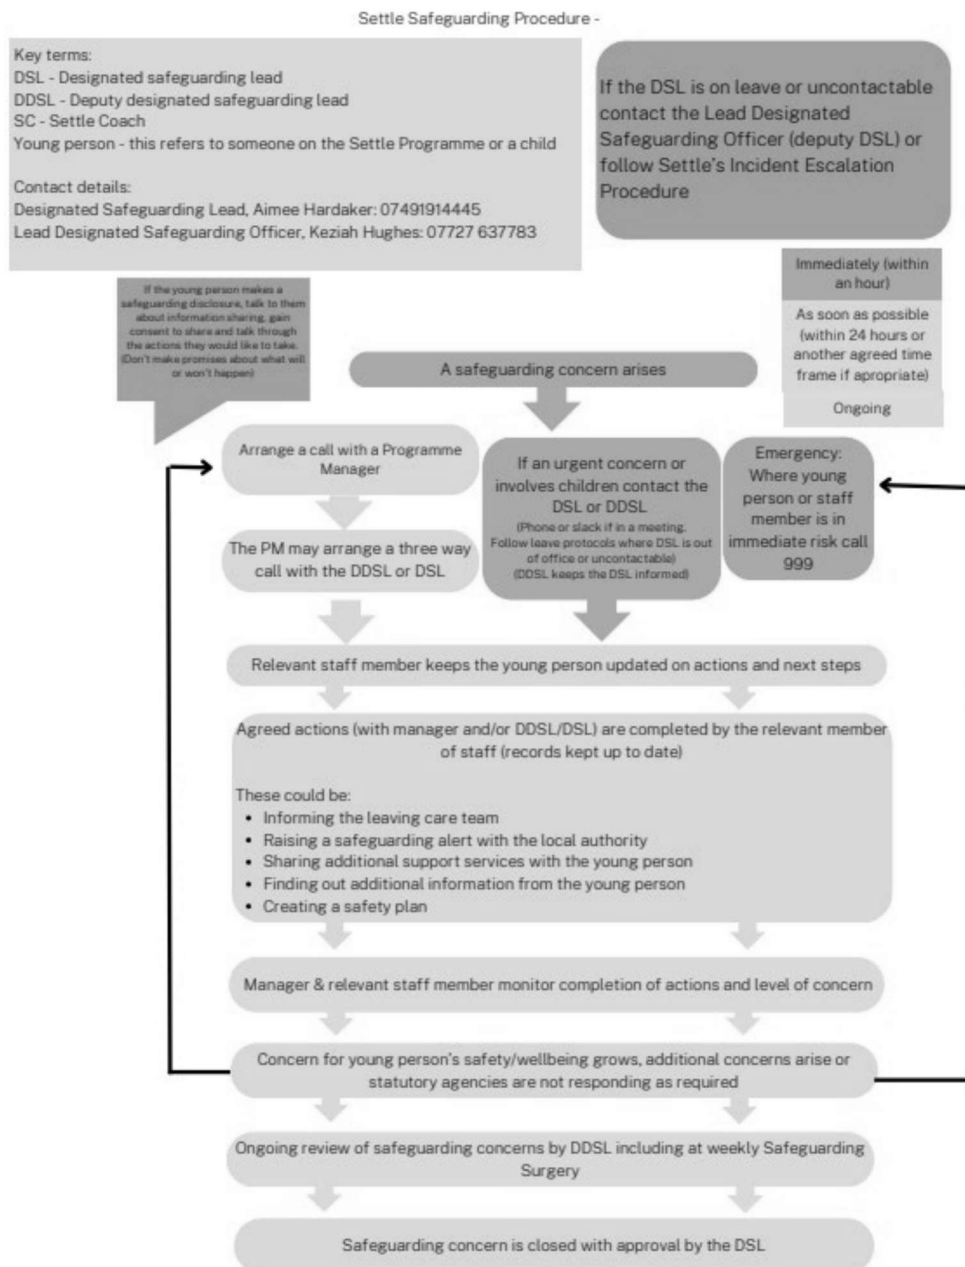 Settle Safeguarding Procedure -
Key terms:
DSL - Designated safeguarding lead
DDSL - Deputy designated safeguarding lead
SC - Settle Coach
Young person - this refers to someone on the Settle Programme or a child
Contact details:
Designated Safeguarding Lead, Aimee Hardaker: 07491914445
Lead Designated Safeguarding Officer, Keziah Hughes: 07727 637783
If the DSL is on leave or uncontactable
contact the Lead Designated
Safeguarding Officer (deputy DSL) or
follow Settle's Incident Escalation
Procedure
Immediately (within
an hour)
As soon as possible
(within 24 hours or
another agreed time
frame if apropriate)
Ongoing
If the young person makes a
safeguarding disclosure, talk to them
about information sharing, gain
consent to share and talk through
the actions they would like to take.
(Don't make promises about what will
or won't happen)
A safeguarding concern arises
Arrange a call with a Programme
Manager
The PM may arrange a three way
call with the DDSL or DSL
If an urgent concern or
involves children contact the
DSL or DDSL
(Phone or slack if in a meeting.
Follow leave protocols where DSL is out
of office or uncontactable)
(DDSL keeps the DSL informed)
Emergency:
Where young
person or staff
member is in
immediate risk call
999
Relevant staff member keeps the young person updated on actions and next steps
Agreed actions (with manager and/or DDSL/DSL) are completed by the relevant member
of staff (records kept up to date)
These could be:
• Informing the leaving care team
• Raising a safeguarding alert with the local authority
• Sharing additional support services with the young person
• Finding out additional information from the young person
• Creating a safety plan
Manager & relevant staff member monitor completion of actions and level of concern
Concern for young person's safety/wellbeing grows, additional concerns arise or
statutory agencies are not responding as required
Ongoing review of safeguarding concerns by DDSL including at weekly Safeguarding
Surgery
Safeguarding concern is closed with approval by the DSL